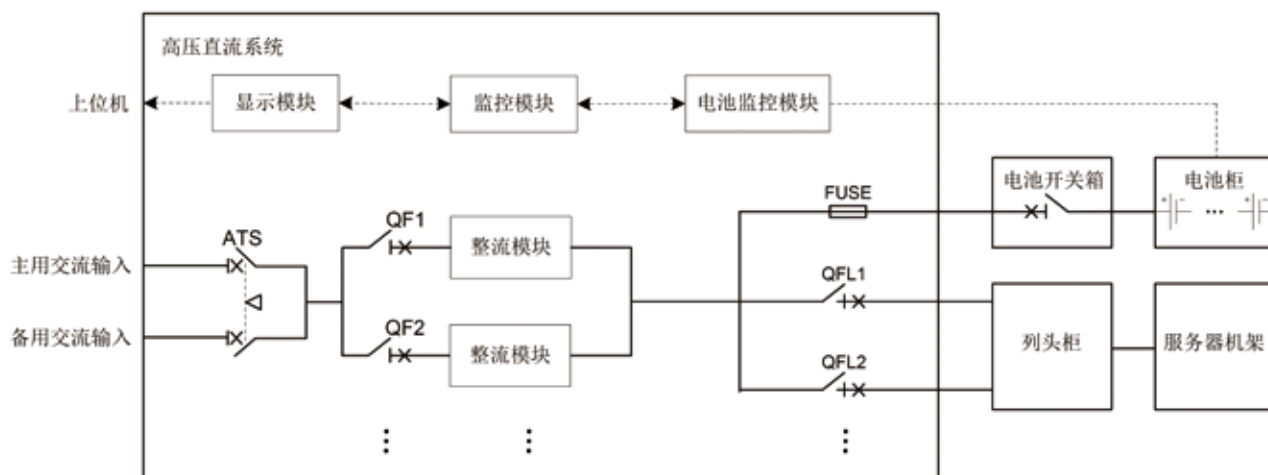 高压直流系统
上位机
显示模块
监控模块
电池监控模块
FUSE
电池开关箱
电池柜
+ - ... + -
ATS
QF1
整流模块
主用交流输入
QFL1
备用交流输入
QF2
整流模块
列头柜
服务器机架
QFL2